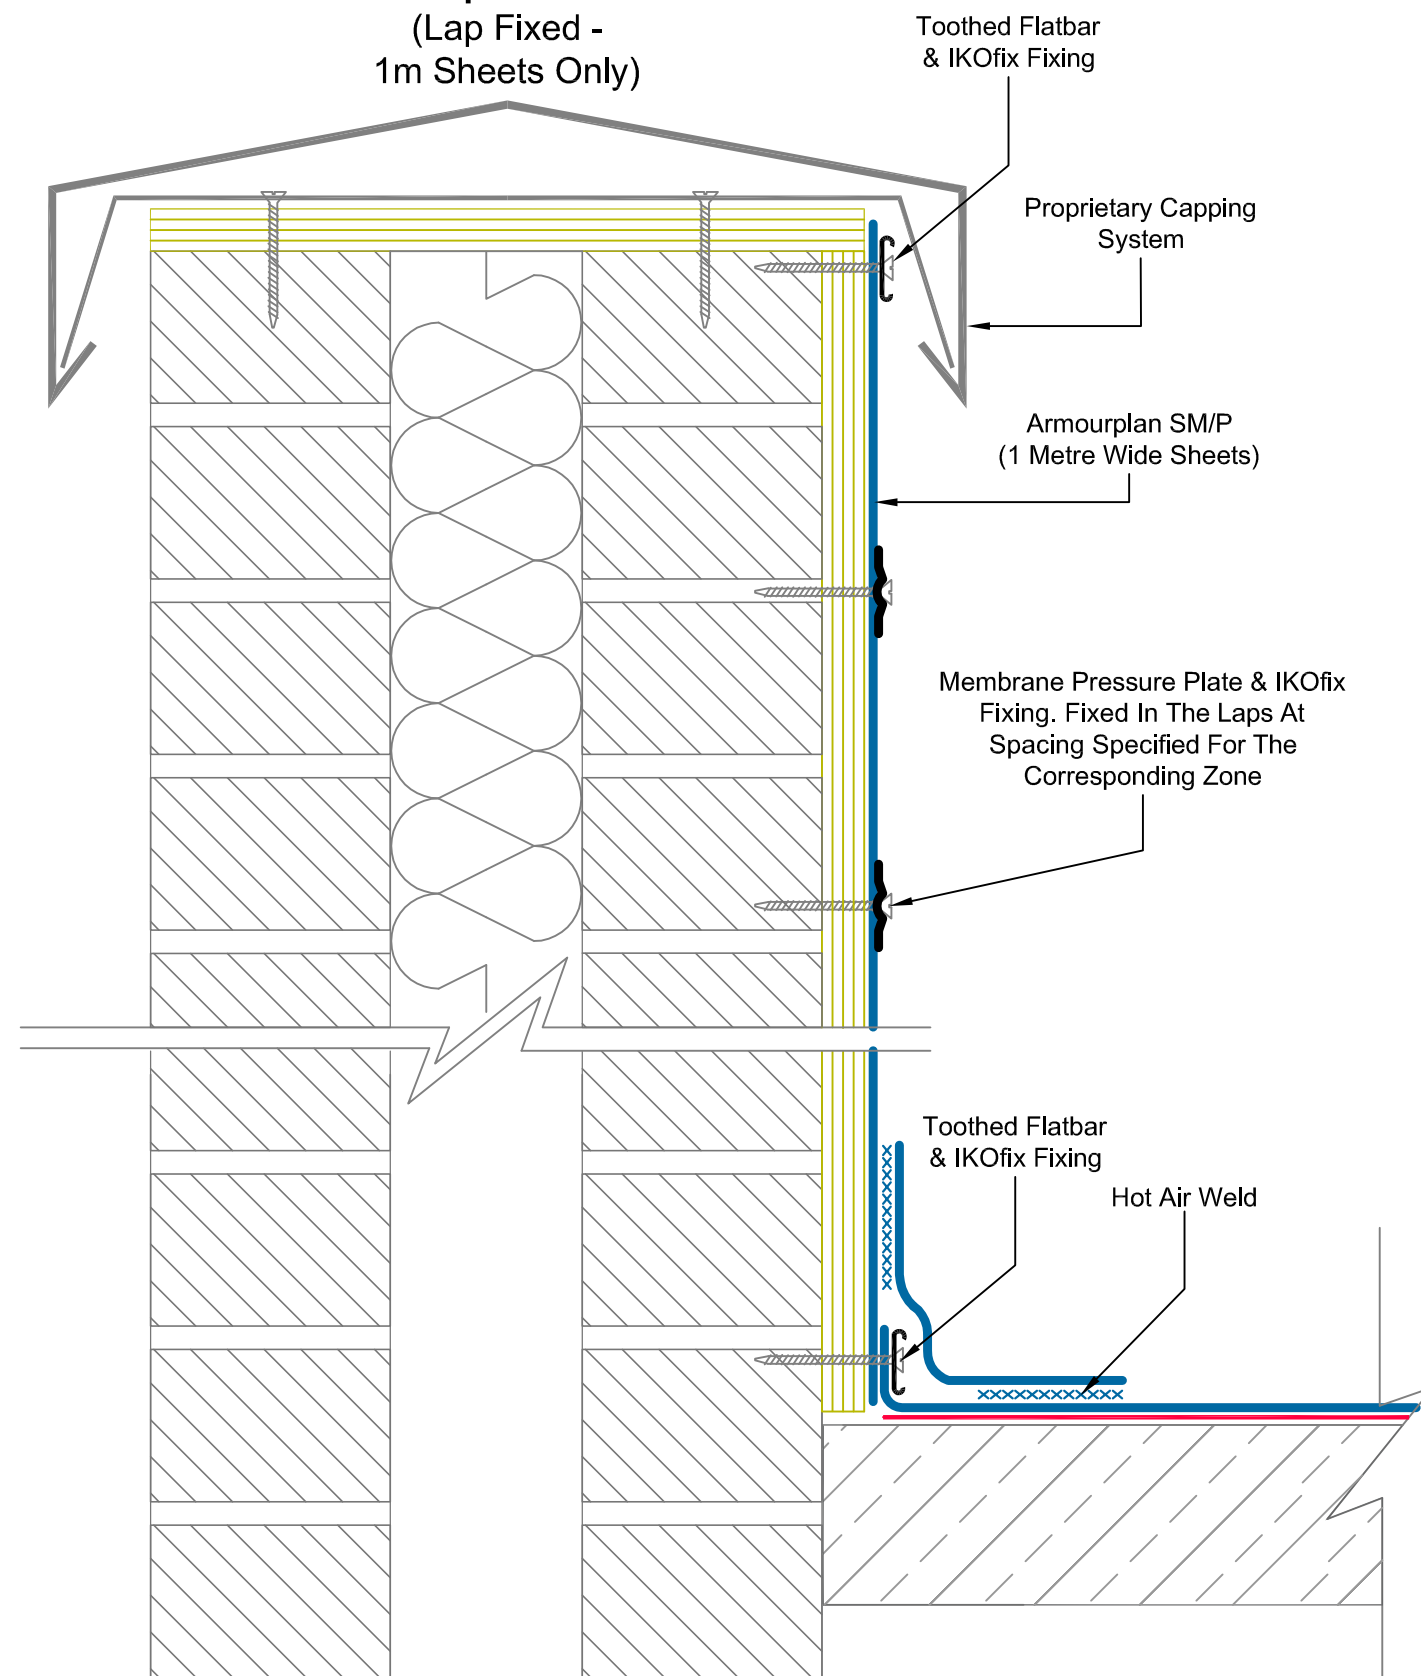 (Lap Fixed -
1m Sheets Only)
Toothed Flatbar
& IKOfix Fixing
Proprietary Capping
System
Armourplan SM/P
(1 Metre Wide Sheets)
Membrane Pressure Plate & IKOfix
Fixing. Fixed In The Laps At
Spacing Specified For The
Corresponding Zone
Toothed Flatbar
& IKOfix Fixing
Hot Air Weld